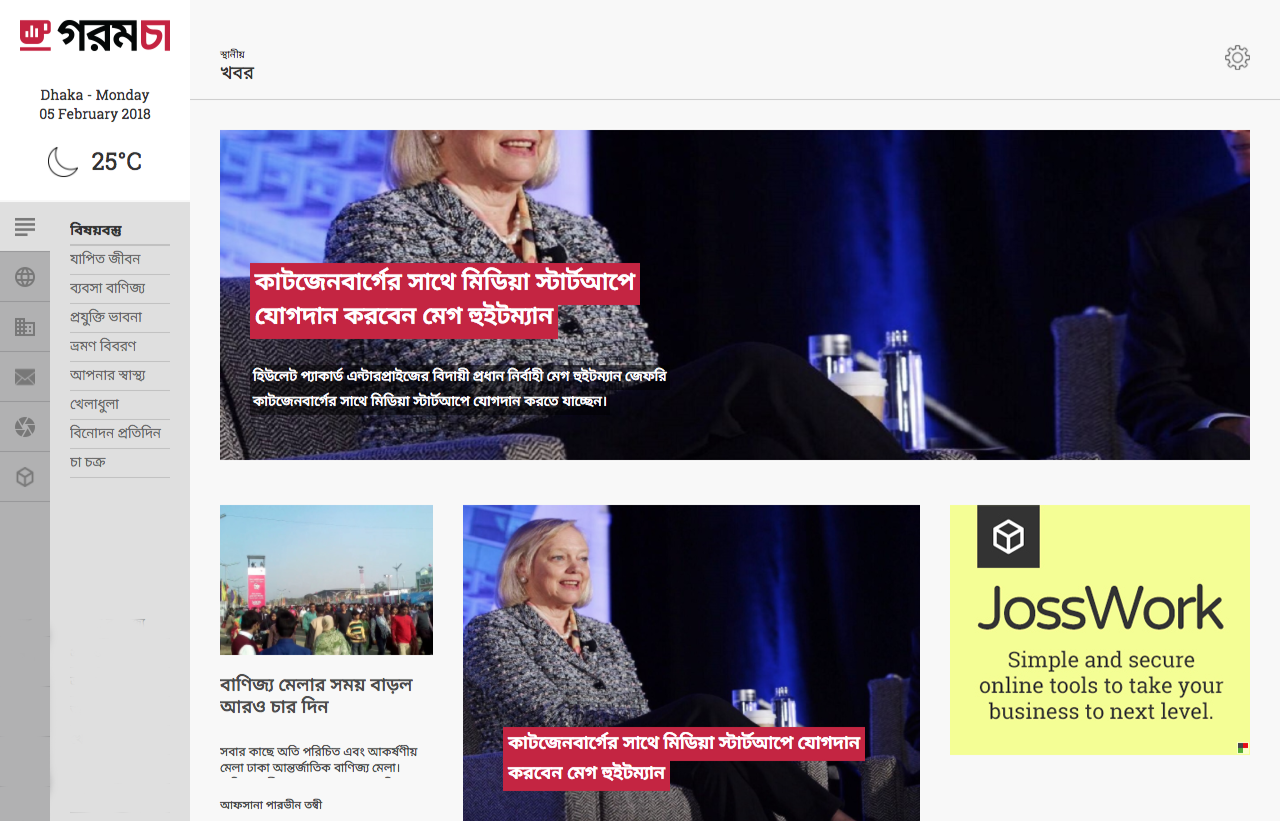 গরমচা
Dhaka - Monday
05 February 2018
25°C
বিষয়বস্তু
যাপিত জীবন
ব্যবসা বাণিজ্য
প্রযুক্তি ভাবনা
ভ্রমণ বিবরণ
আপনার স্বাস্থ্য
খেলাধুলা
বিনোদন প্রতিদিন
চা চক্র
স্থানীয়
খবর
কাটজেনবার্গের সাথে মিডিয়া স্টার্টআপে
যোগদান করবেন মেগ হুইটম্যান
হিউলেট প্যাকার্ড এন্টারপ্রাইজের বিদায়ী প্রধান নির্বাহী মেগ হুইটম্যান জেফরি
কাটজেনবার্গের সাথে মিডিয়া স্টার্টআপে যোগদান করতে যাচ্ছেন।
বাণিজ্য মেলার সময় বাড়ল
আরও চার দিন
সবার কাছে অতি পরিচিত এবং আকর্ষণীয়
মেলা ঢাকা আন্তর্জাতিক বাণিজ্য মেলা।
আফসানা পারভীন তন্বী
কাটজেনবার্গের সাথে মিডিয়া স্টার্টআপে যোগদান
করবেন মেগ হুইটম্যান
JossWork
Simple and secure
online tools to take your
business to next level.